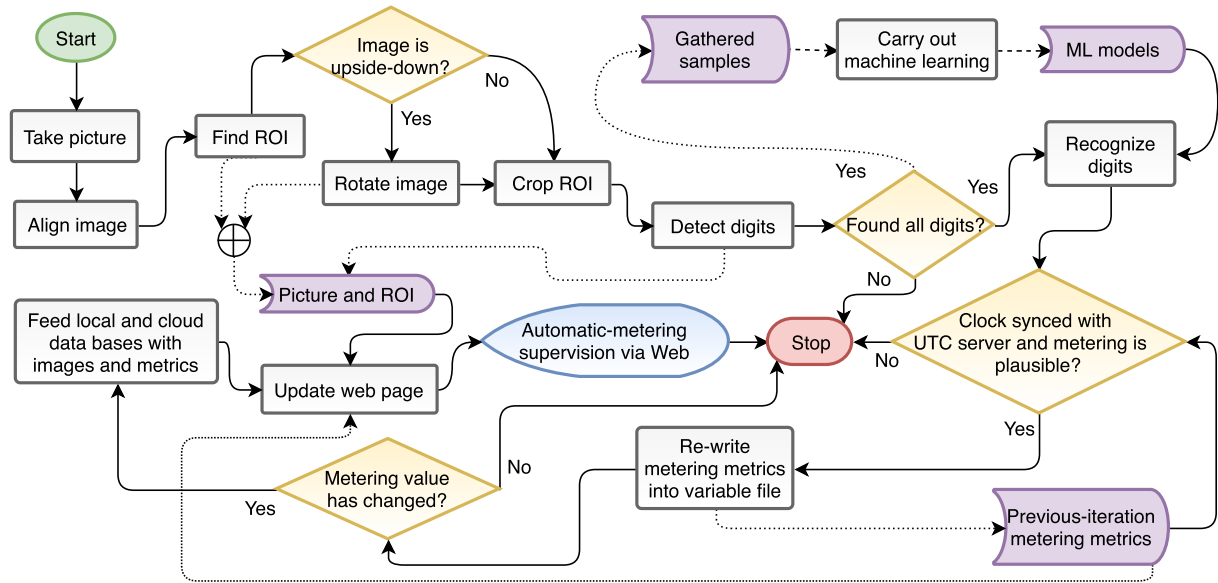 Start
Take picture
Align image
Find ROI
Image is
upside-down?
No
Yes
Rotate image
Crop ROI
Detect digits
Gathered
samples
Carry out
machine learning
ML models
Recognize
digits
Yes
Yes
Found all digits?
No
Picture and ROI
Feed local and cloud
data bases with
images and metrics
Update web page
Automatic-metering
supervision via Web
Stop
No
Clock synced with
UTC server and metering is
plausible?
Yes
Re-write
metering metrics
into variable file
Metering value
has changed?
No
Yes
Previous-iteration
metering metrics